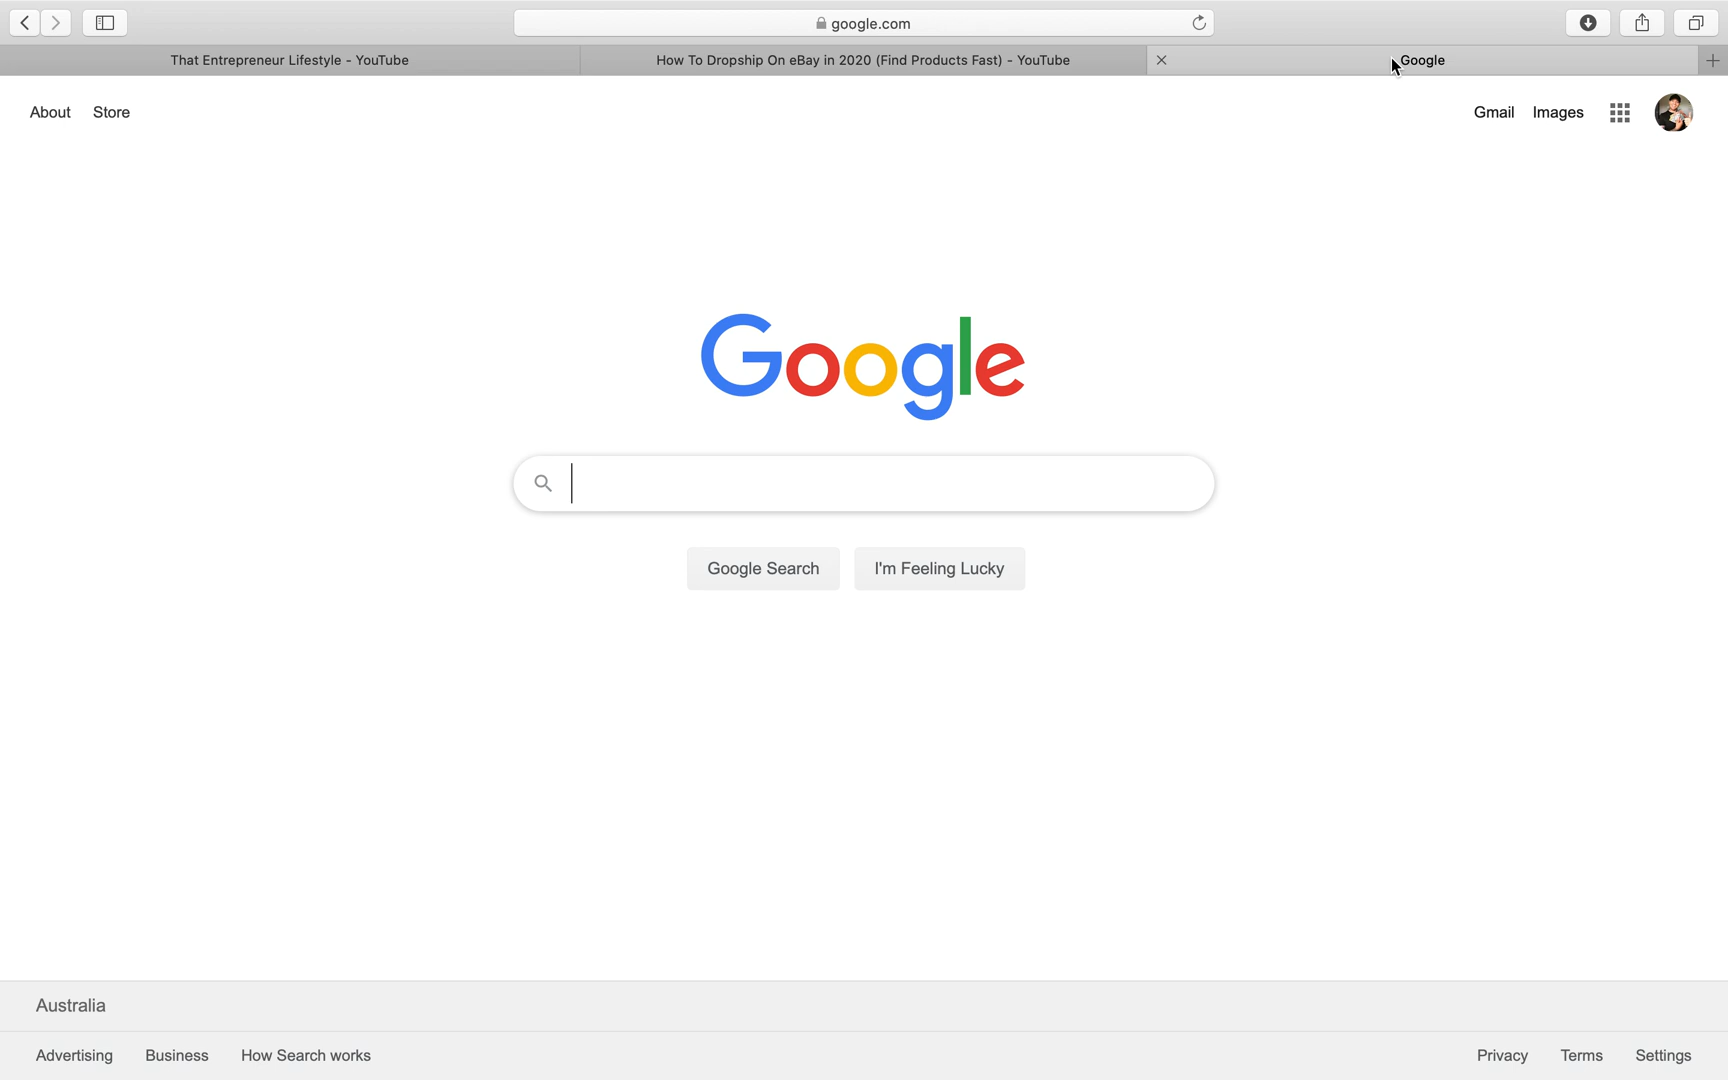 google.com
That Entrepreneur Lifestyle - YouTube
How To Dropship On eBay in 2020 (Find Products Fast) - YouTube
Google
About Store
Gmail Images
Google
Google Search
I'm Feeling Lucky
Australia
Advertising Business How Search works
Privacy Terms Settings